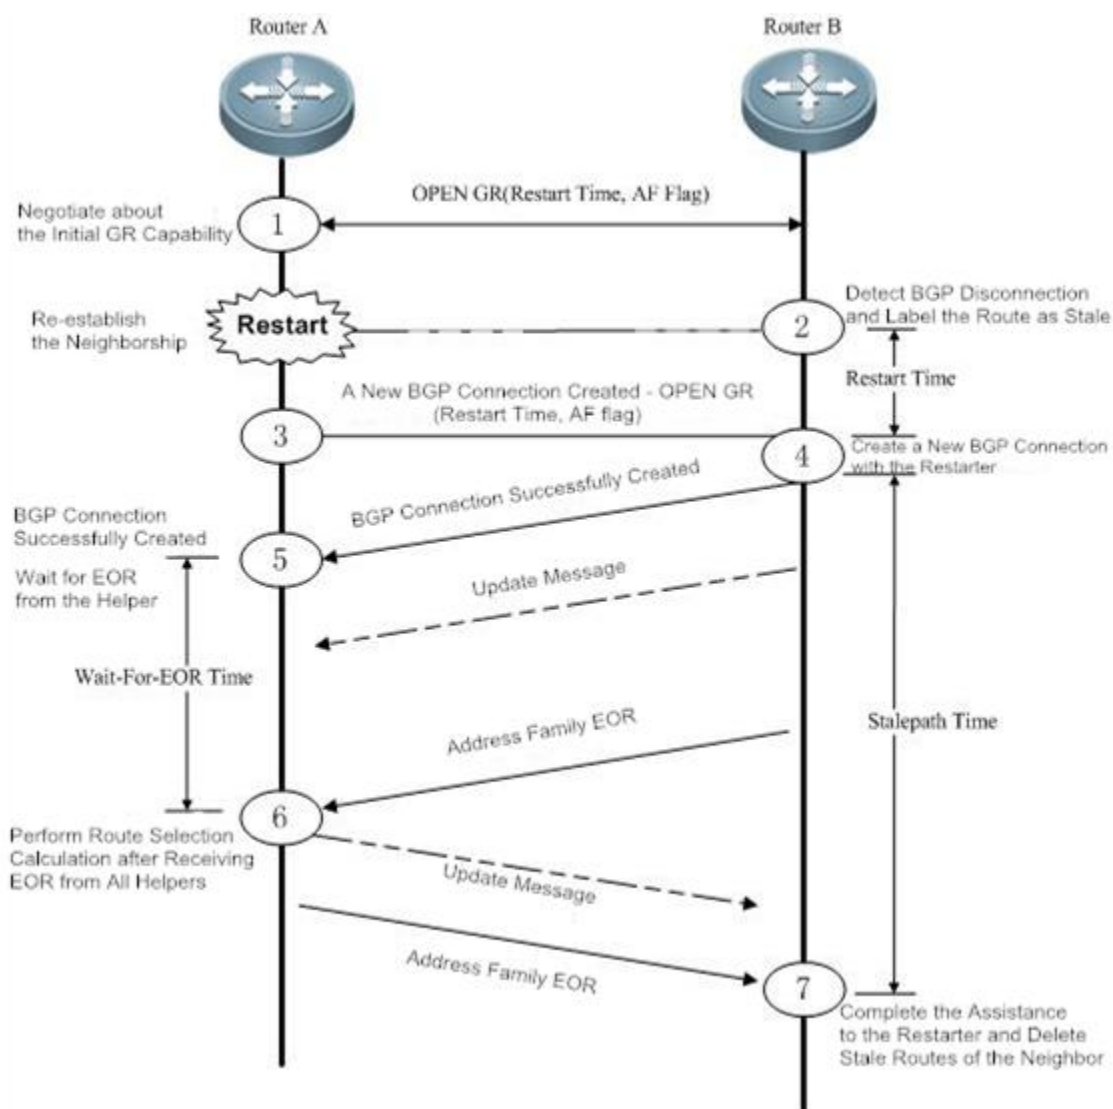 Router A
Router B
OPEN GR(Restart Time, AF Flag)
Negotiate about
the Initial GR Capability
1
Detect BGP Disconnection
and Label the Route as Stale
Re-establish
the Neighborship
Restart
2
Restart Time
A New BGP Connection Created - OPEN GR
(Restart Time, AF flag)
3
4
Create a New BGP Connection
with the Restarter
BGP Connection Successfully Created
BGP Connection
Successfully Created
5
Wait for EOR
from the Helper
Update Message
Wait-For-EOR Time
Stalepath Time
Address Family EOR
6
Perform Route Selection
Calculation after Receiving
EOR from All Helpers
Update Message
Address Family EOR
7
Complete the Assistance
to the Restarter and Delete
Stale Routes of the Neighbor